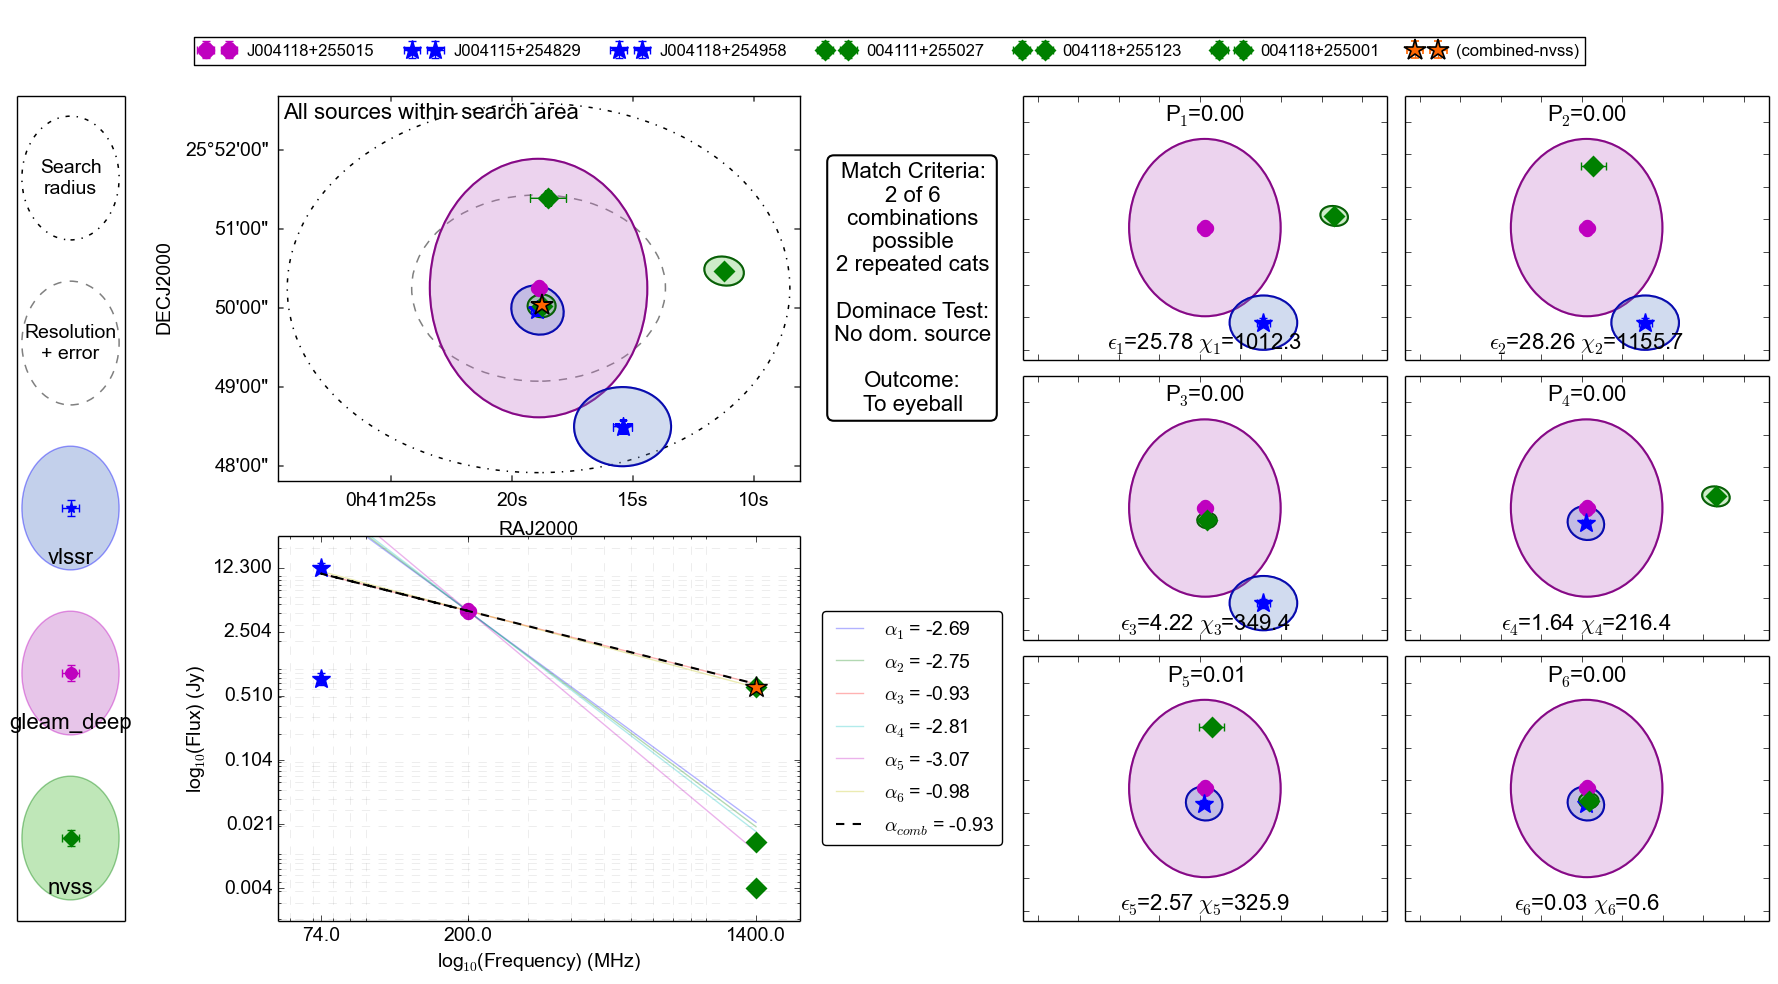 J004118+255015 J004115+254829 J004118+254958 004111+255027 004118+255123 004118+255001 (combined-nvss)
Search
radius
Resolution
+ error
vlssr
gleam_deep
nvss
All sources within search area
DECJ2000
25°52'00"
51'00"
50'00"
49'00"
48'00"
0h41m25s 20s 15s 10s
RAJ2000
log10(Flux) (Jy)
12.300
2.504
0.510
0.104
0.021
0.004
74.0 200.0 1400.0
log10(Frequency) (MHz)
Match Criteria:
2 of 6
combinations
possible
2 repeated cats
Dominace Test:
No dom. source
Outcome:
To eyeball
α1 = -2.69
α2 = -2.75
α3 = -0.93
α4 = -2.81
α5 = -3.07
α6 = -0.98
αcomb = -0.93
P1=0.00
ϵ1=25.78 χ1=1012.3
P2=0.00
ϵ2=28.26 χ2=1155.7
P3=0.00
ϵ3=4.22 χ3=349.4
P4=0.00
ϵ4=1.64 χ4=216.4
P5=0.01
ϵ5=2.57 χ5=325.9
P6=0.00
ϵ6=0.03 χ6=0.6